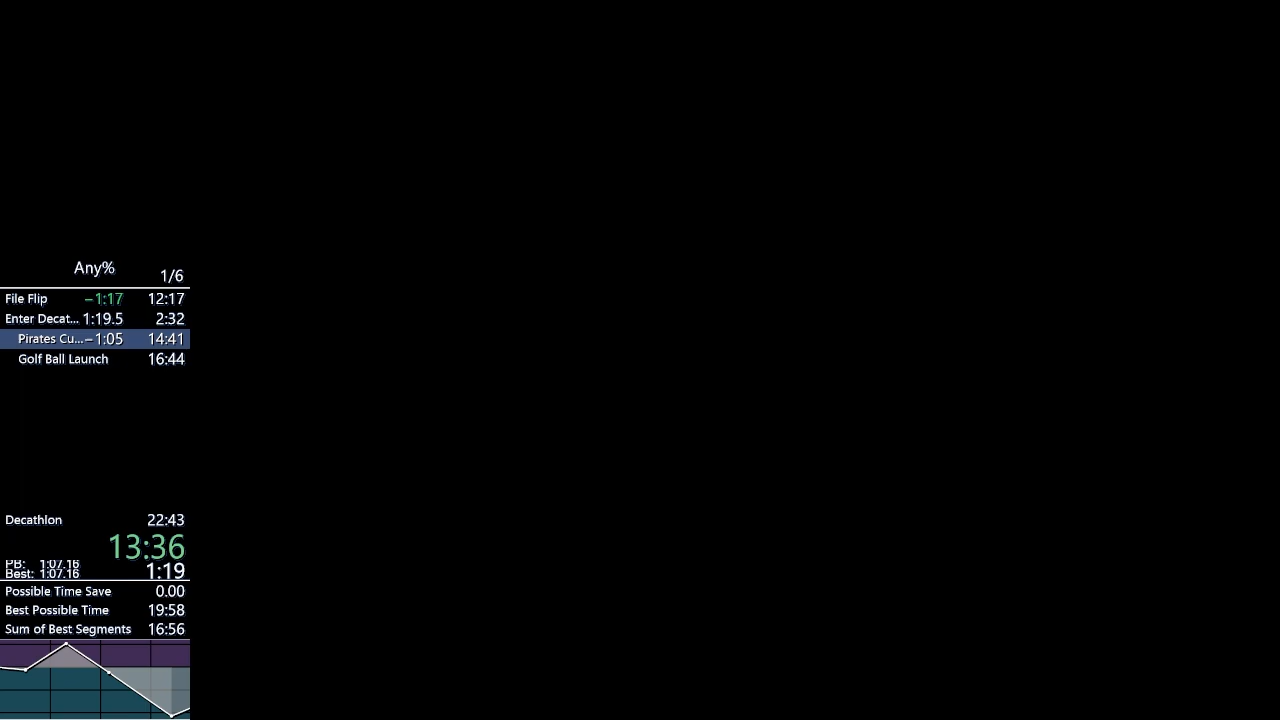 Any%
1/6
File Flip −1:17 12:17
Enter Decat... 1:19.5 2:32
Pirates Cu... −1:05 14:41
Golf Ball Launch 16:44
Decathlon 22:43
13:36
PB: 1:07.16
Best: 1:07.16 1:19
Possible Time Save 0.00
Best Possible Time 19:58
Sum of Best Segments 16:56